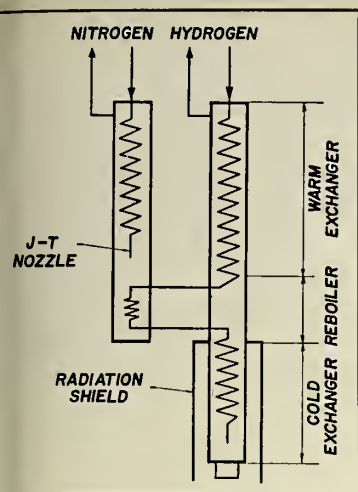 NITROGEN HYDROGEN
J-T
NOZZLE
RADIATION
SHIELD
WARM
EXCHANGER
REBOILER
COLD
EXCHANGER